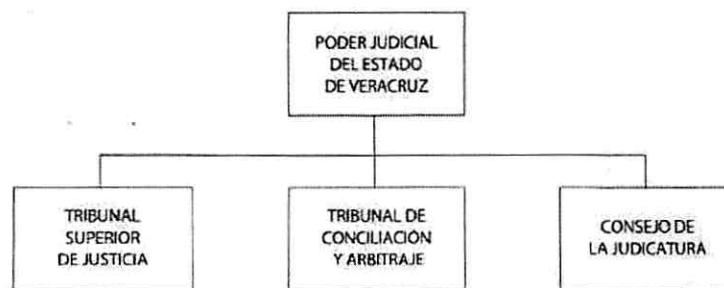 PODER JUDICIAL
DEL ESTADO
DE VERACRUZ
TRIBUNAL
SUPERIOR
DE JUSTICIA
TRIBUNAL DE
CONCILIACIÓN
Y ARBITRAJE
CONSEJO DE
LA JUDICATURA